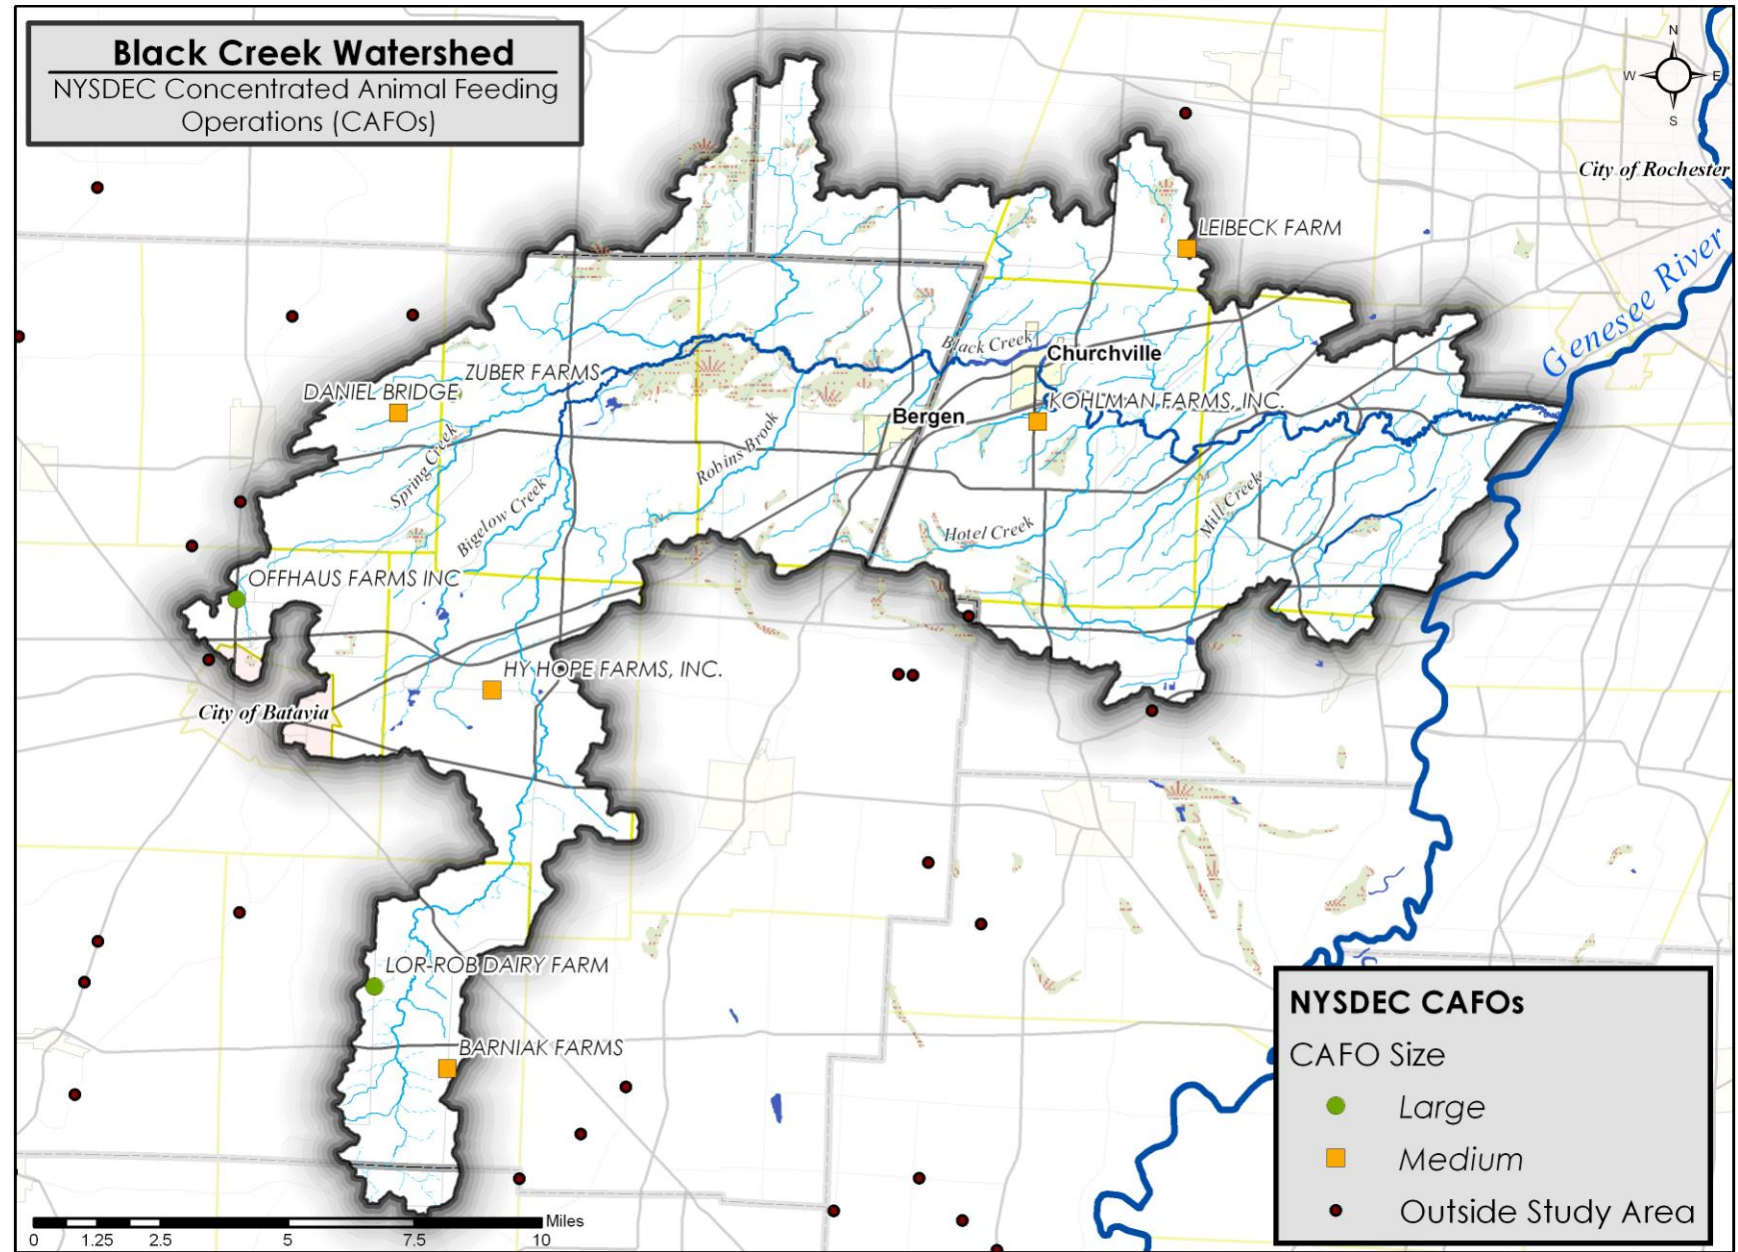 Black Creek Watershed
NYSDEC Concentrated Animal Feeding
Operations (CAFOs)
N
W
E
S
City of Rochester
LEIBECK FARM
Genesee River
Black Creek
Churchville
ZUBER FARMS
DANIEL BRIDGE
KOHLMAN FARMS, INC.
Bergen
Spring Creek
Robins Brook
Bigelow Creek
Mill Creek
Hotel Creek
OFFHAUS FARMS INC
HY HOPE FARMS, INC.
City of Batavia
LOR-ROB DAIRY FARM
BARNIAK FARMS
NYSDEC CAFOs
CAFO Size
Large
Medium
Outside Study Area
Miles
0 1.25 2.5 5 7.5 10